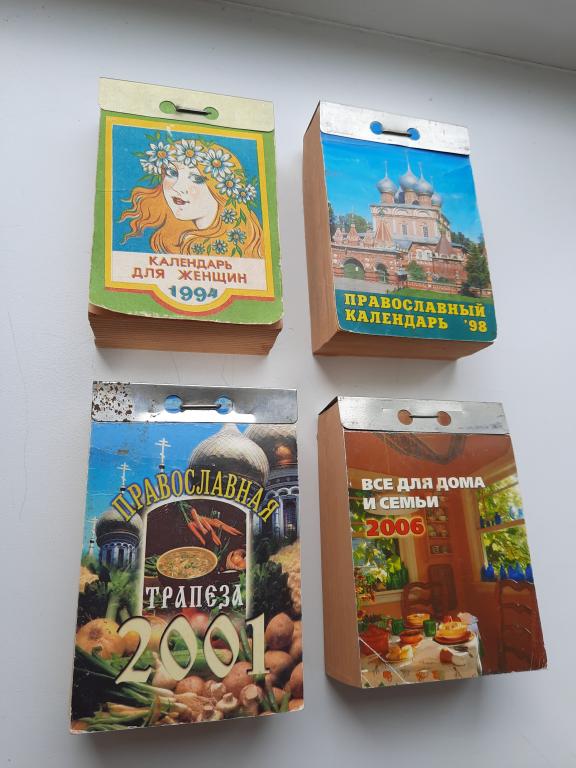 КАЛЕНДАРЬ
ДЛЯ ЖЕНЩИН
1994
ПРАВОСЛАВНЫЙ
КАЛЕНДАРЬ '98
ПРАВОСЛАВНАЯ
ТРАПЕЗА
2001
ВСЕ ДЛЯ ДОМА
И СЕМЬИ
2006